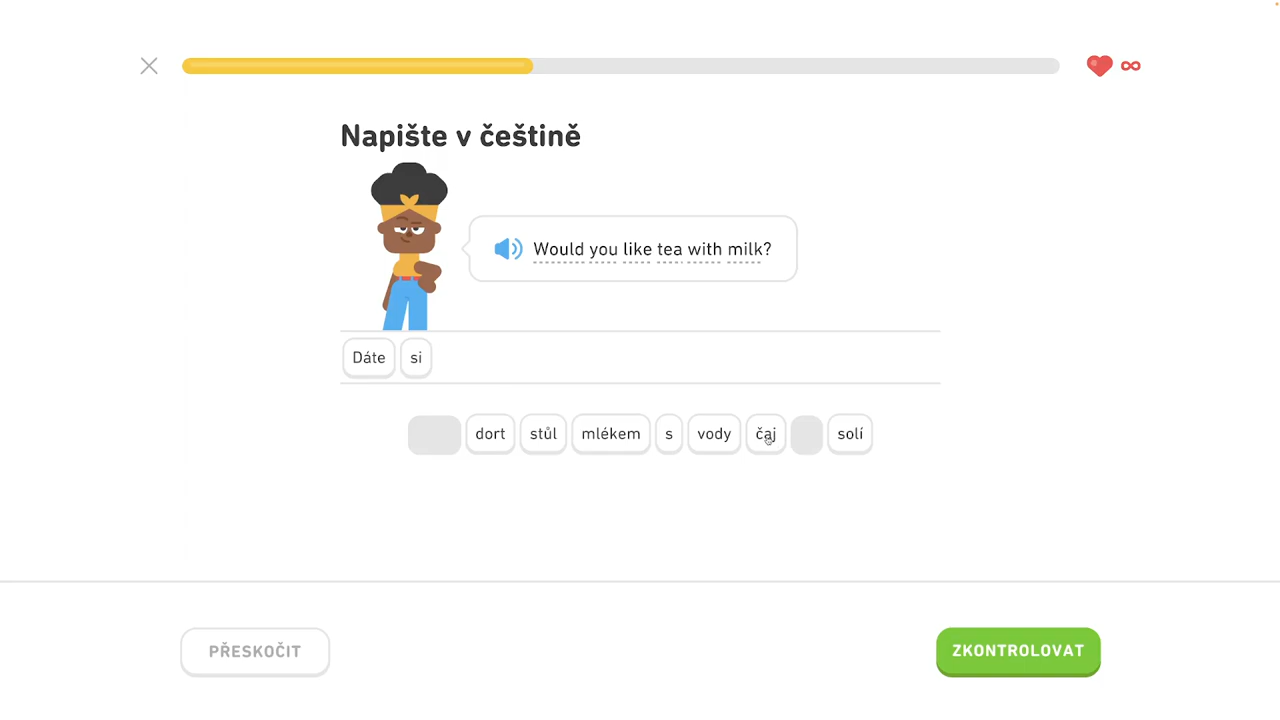 ∞
Napište v češtině
Would you like tea with milk?
Dáte si
dort stůl mlékem s vody čaj solí
PŘESKOČIT ZKONTROLOVAT